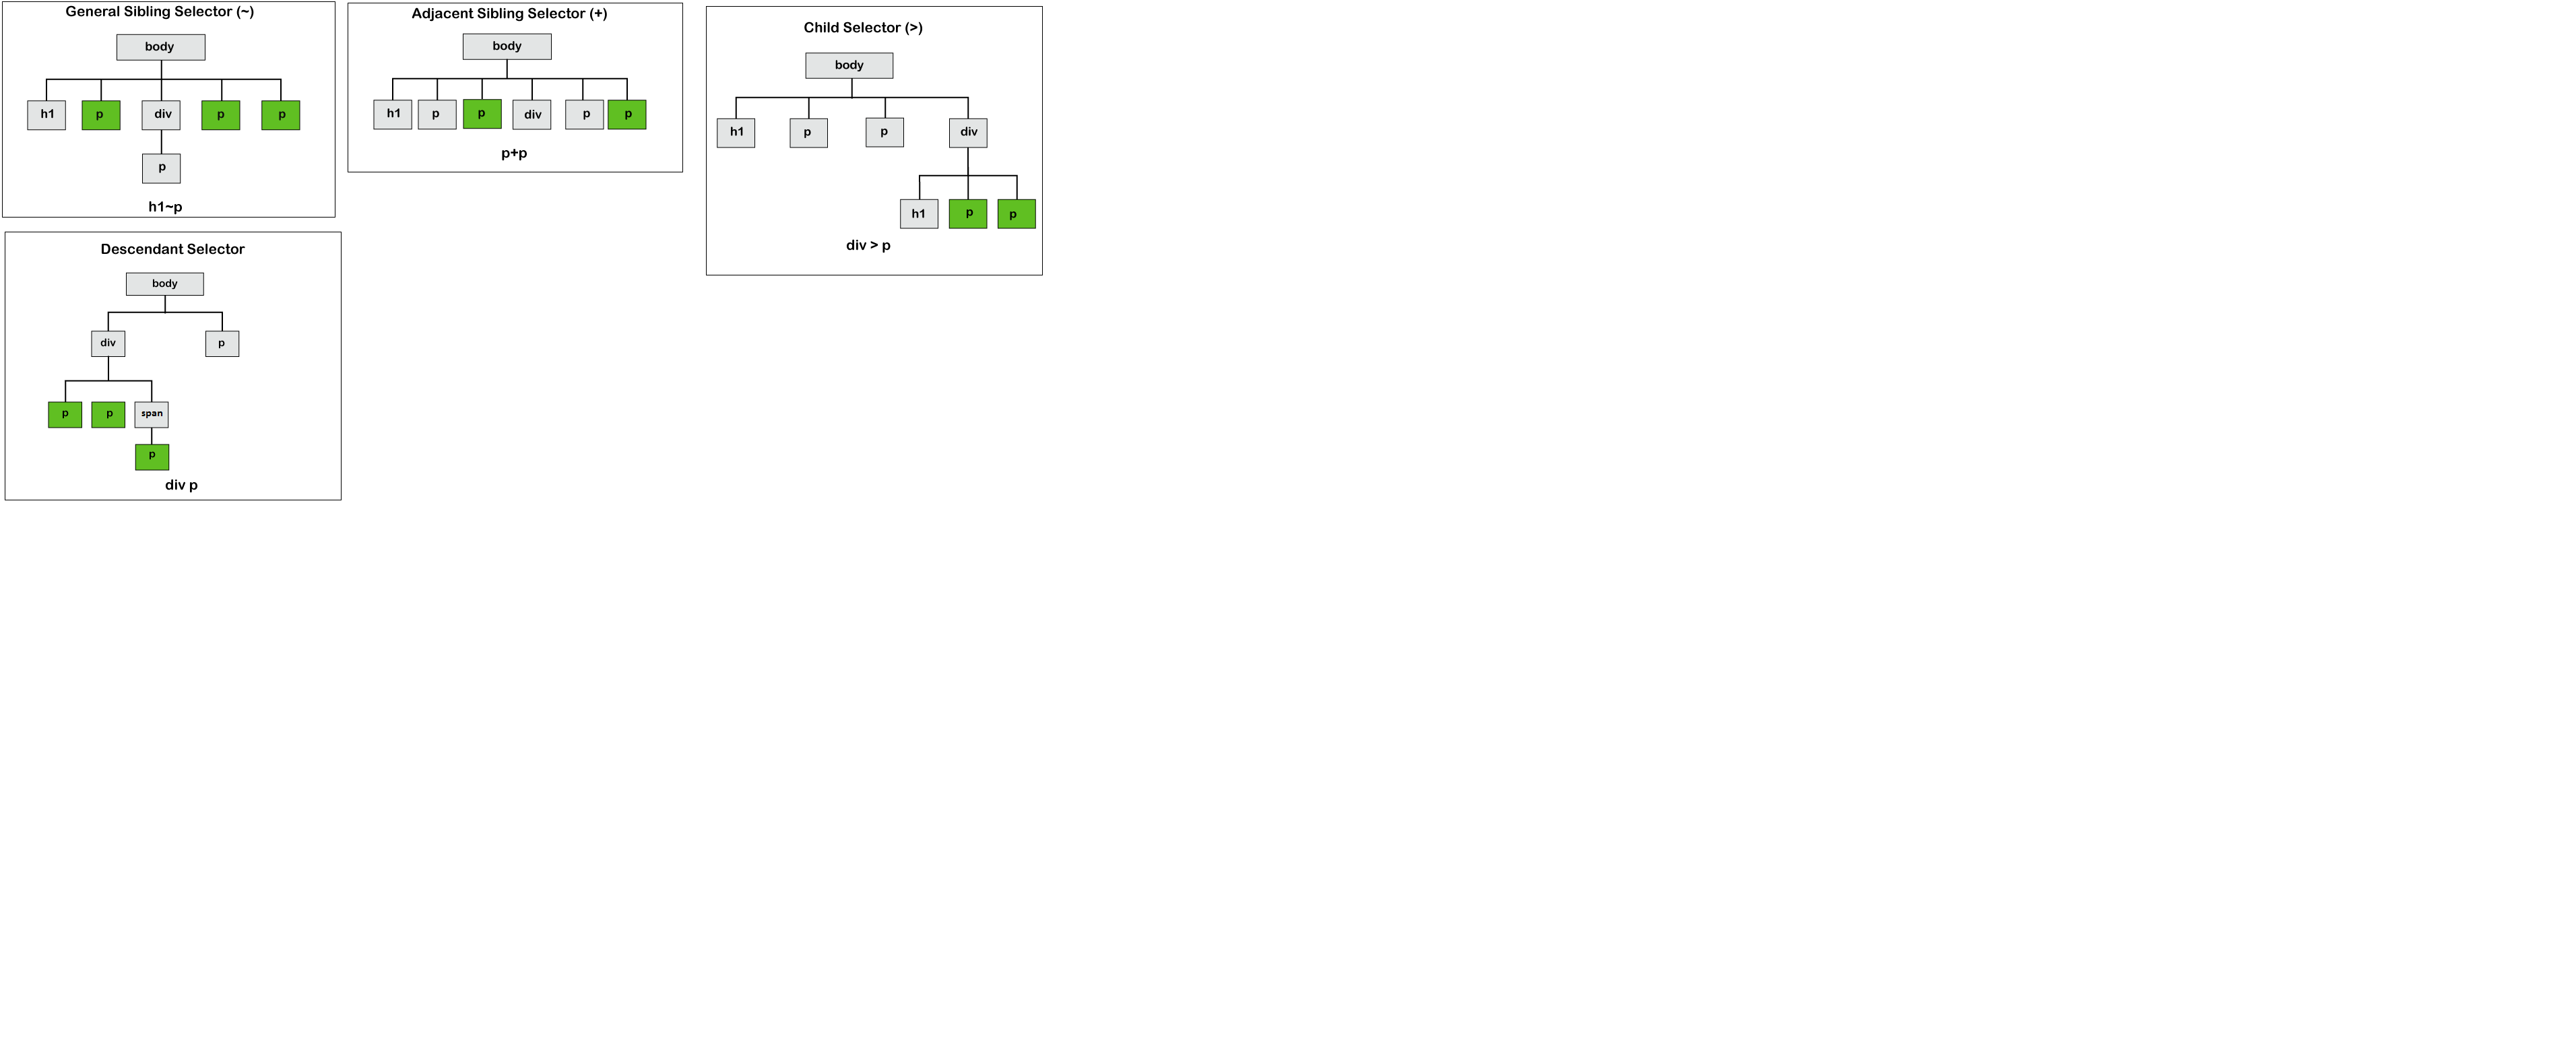 General Sibling Selector (~)
body
h1 p div p p
p
h1~p
Adjacent Sibling Selector (+)
body
h1 p p div p p
p+p
Child Selector (>)
body
h1 p p div
h1 p p
div > p
Descendant Selector
body
div p
p p span
p
div p